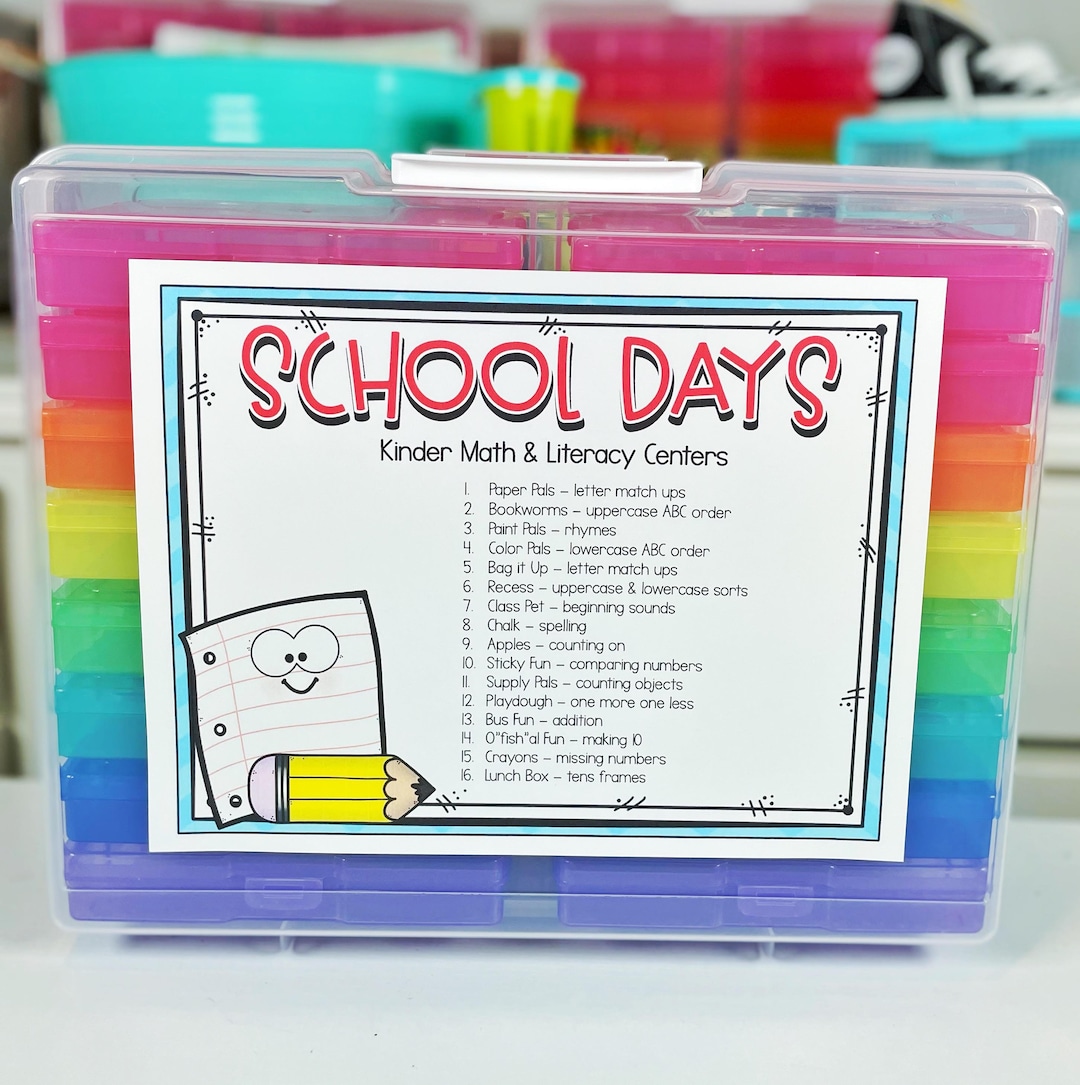 SCHOOL DAYS
Kinder Math & Literacy Centers
1. Paper Pals – letter match ups
2. Bookworms – uppercase ABC order
3. Paint Pals – rhymes
4. Color Pals – lowercase ABC order
5. Bag it Up – letter match ups
6. Recess – uppercase & lowercase sorts
7. Class Pet – beginning sounds
8. Chalk – spelling
9. Apples – counting on
10. Sticky Fun – comparing numbers
11. Supply Pals – counting objects
12. Playdough – one more one less
13. Bus Fun – addition
14. O"fish"al Fun – making 10
15. Crayons – missing numbers
16. Lunch Box – tens frames